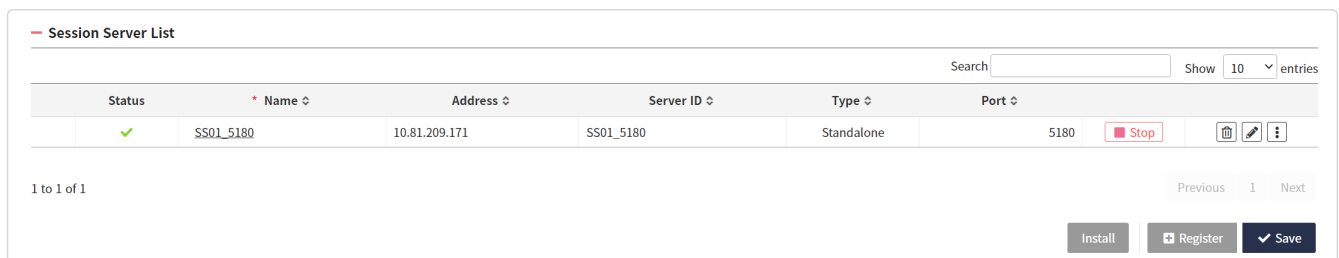 Session Server List
Search Show 10 entries
Status * Name Address Server ID Type Port
SS01_5180 10.81.209.171 SS01_5180 Standalone 5180 Stop
1 to 1 of 1 Previous 1 Next
Install Register Save